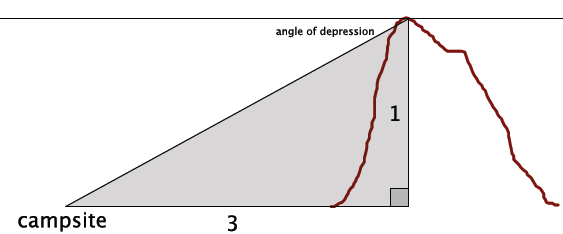 angle of depression
1
campsite
3